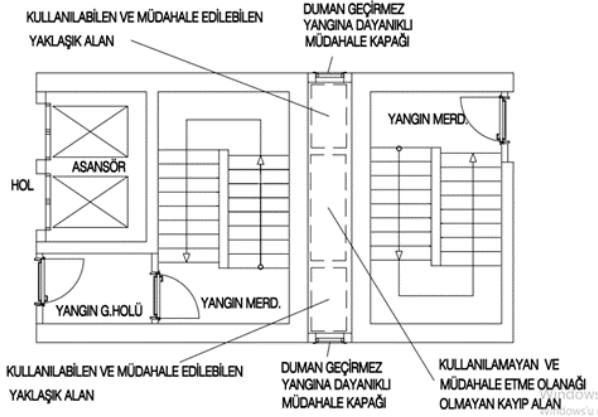 KULLANILABİLEN VE MÜDAHALE EDİLEBİLEN
YAKLAŞIK ALAN
DUMAN GEÇİRMEZ
YANGINA DAYANIKLI
MÜDAHALE KAPAĞI
YANGIN MERD.
ASANSÖR
HOL
YANGIN G.HOLÜ
YANGIN MERD.
KULLANILABİLEN VE MÜDAHALE EDİLEBİLEN
YAKLAŞIK ALAN
DUMAN GEÇİRMEZ
YANGINA DAYANIKLI
MÜDAHALE KAPAĞI
KULLANILAMAYAN VE
MÜDAHALE ETME OLANAĞI
OLMAYAN KAYIP ALAN
Windows
Windows'u